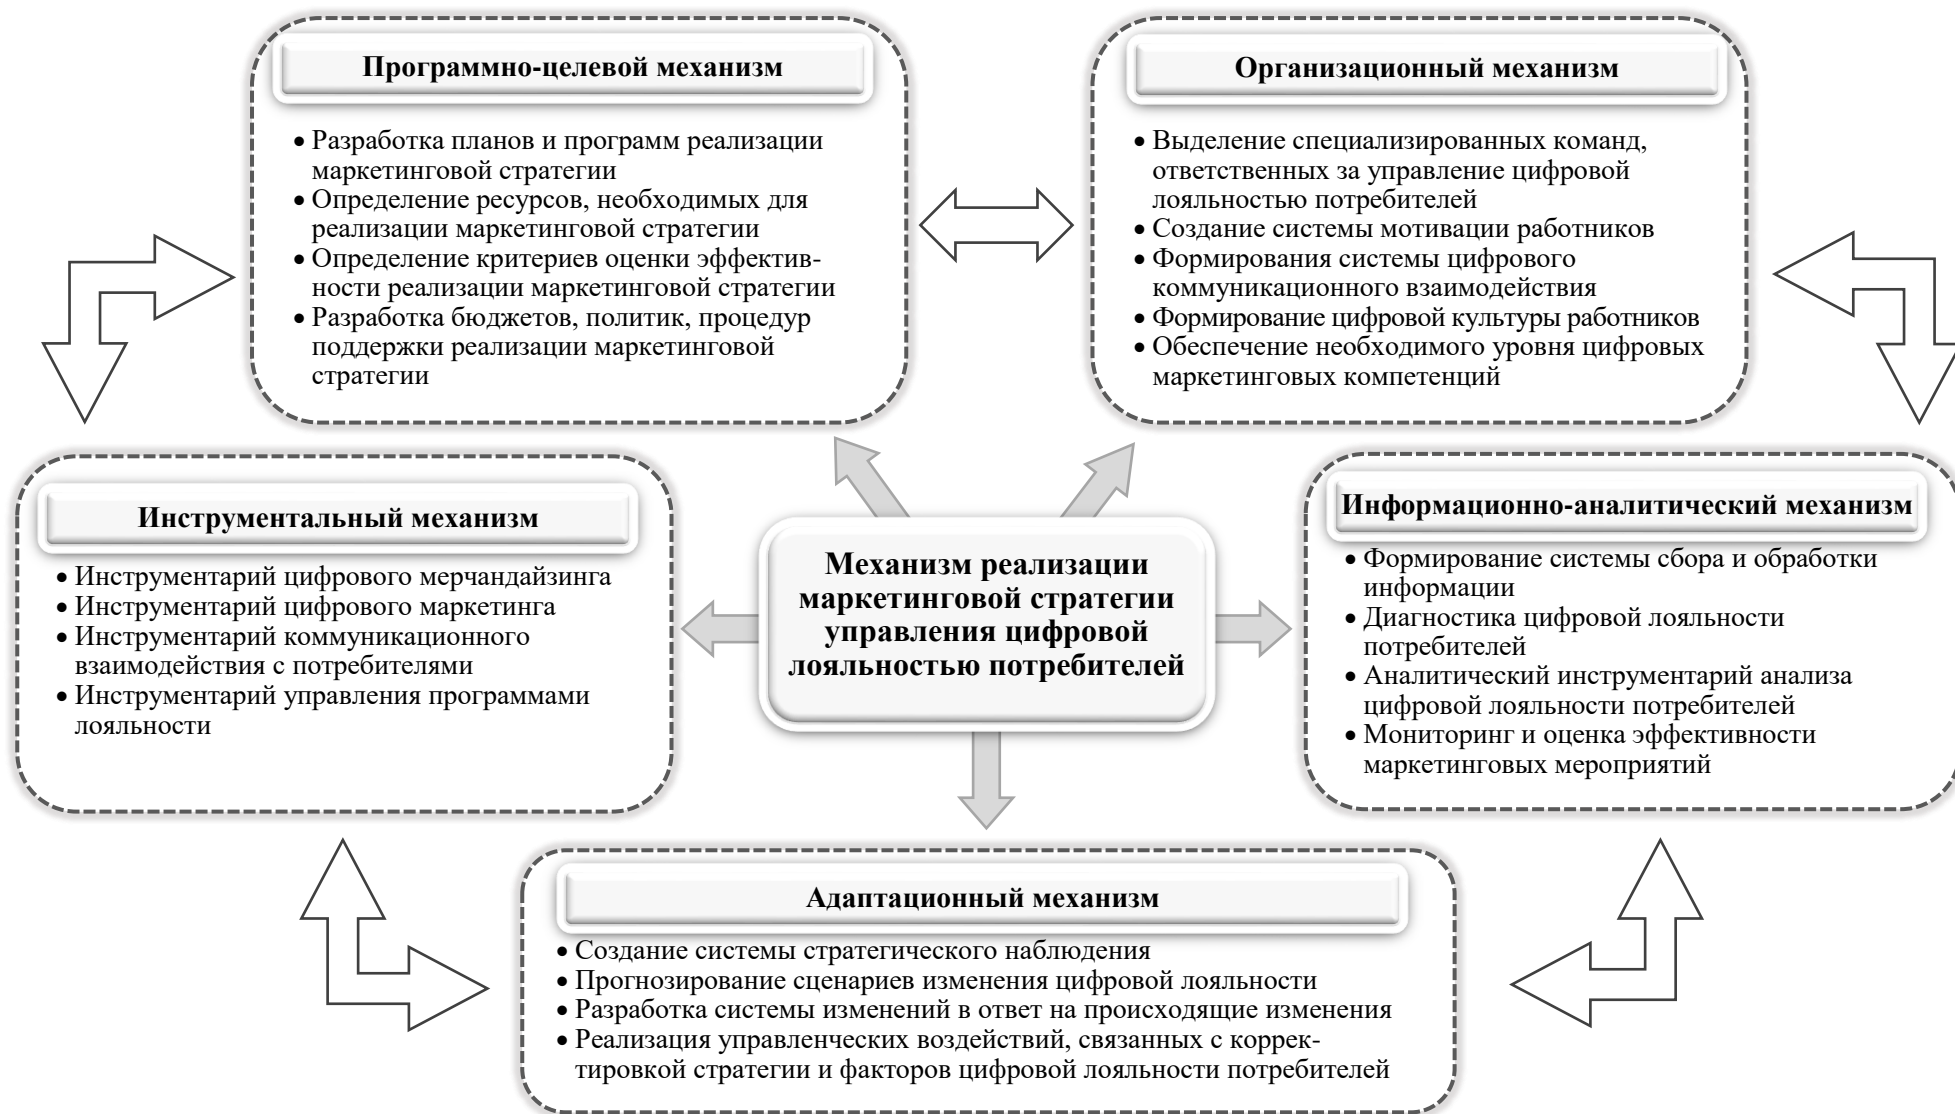 Программно-целевой механизм
• Разработка планов и программ реализации
маркетинговой стратегии
• Определение ресурсов, необходимых для
реализации маркетинговой стратегии
• Определение критериев оценки эффектив-
ности реализации маркетинговой стратегии
• Разработка бюджетов, политик, процедур
поддержки реализации маркетинговой
стратегии
Организационный механизм
• Выделение специализированных команд,
ответственных за управление цифровой
лояльностью потребителей
• Создание системы мотивации работников
• Формирования системы цифрового
коммуникационного взаимодействия
• Формирование цифровой культуры работников
• Обеспечение необходимого уровня цифровых
маркетинговых компетенций
Инструментальный механизм
• Инструментарий цифрового мерчандайзинга
• Инструментарий цифрового маркетинга
• Инструментарий коммуникационного
взаимодействия с потребителями
• Инструментарий управления программами
лояльности
Механизм реализации
маркетинговой стратегии
управления цифровой
лояльностью потребителей
Информационно-аналитический механизм
• Формирование системы сбора и обработки
информации
• Диагностика цифровой лояльности
потребителей
• Аналитический инструментарий анализа
цифровой лояльности потребителей
• Мониторинг и оценка эффективности
маркетинговых мероприятий
Адаптационный механизм
• Создание системы стратегического наблюдения
• Прогнозирование сценариев изменения цифровой лояльности
• Разработка системы изменений в ответ на происходящие изменения
• Реализация управленческих воздействий, связанных с коррек-
тировкой стратегии и факторов цифровой лояльности потребителей